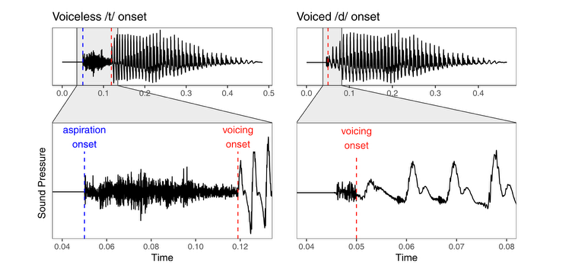 Voiceless /t/ onset
Voiced /d/ onset
0.0 0.1 0.2 0.3 0.4 0.5
0.0 0.1 0.2 0.3 0.4
aspiration
onset
voicing
onset
voicing
onset
Sound Pressure
0.04 0.06 0.08 0.10 0.12
0.04 0.05 0.06 0.07 0.08
Time
Time